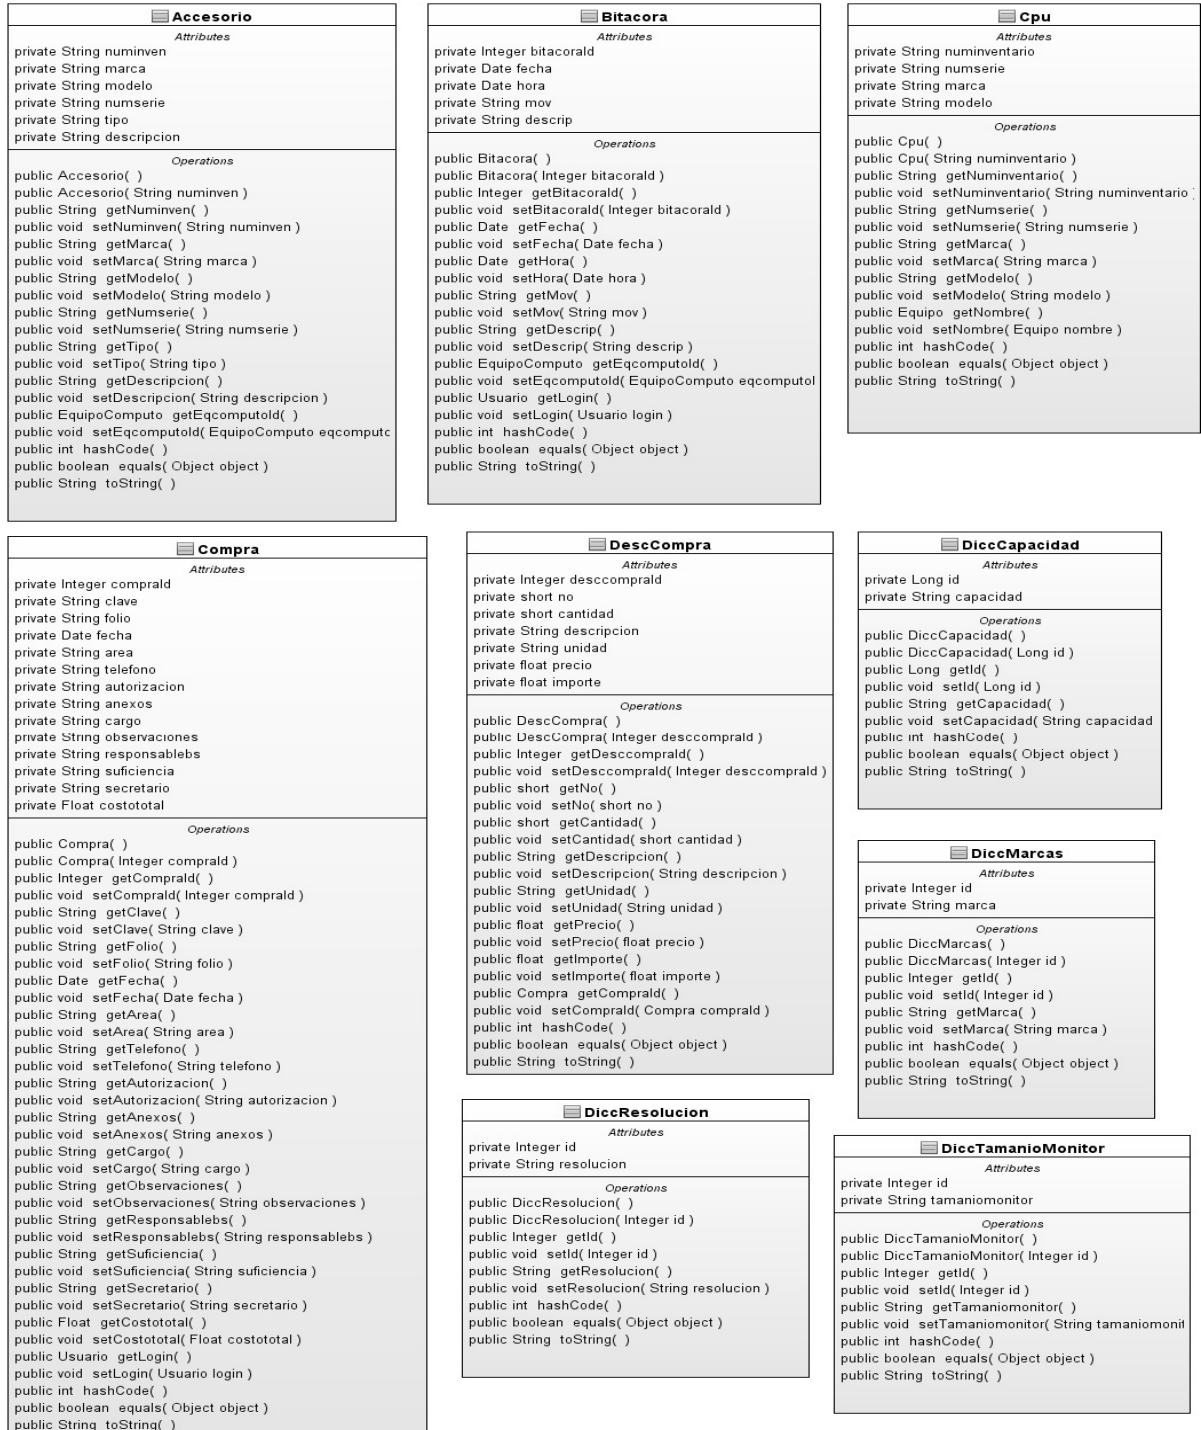 Accesorio
Attributes
private String numinven
private String marca
private String modelo
private String numserie
private String tipo
private String descripcion
Operations
public Accesorio( )
public Accesorio( String numinven )
public String getNuminven( )
public void setNuminven( String numinven )
public String getMarca( )
public void setMarca( String marca )
public String getModelo( )
public void setModelo( String modelo )
public String getNumserie( )
public void setNumserie( String numserie )
public String getTipo( )
public void setTipo( String tipo )
public String getDescripcion( )
public void setDescripcion( String descripcion )
public EquipoComputo getEqcomputoId( )
public void setEqcomputoId( EquipoComputo eqcomputo
public int hashCode( )
public boolean equals( Object object )
public String toString( )
Bitacora
Attributes
private Integer bitacoraId
private Date fecha
private Date hora
private String mov
private String descrip
Operations
public Bitacora( )
public Bitacora( Integer bitacoraId )
public Integer getBitacoraId( )
public void setBitacoraId( Integer bitacoraId )
public Date getFecha( )
public void setFecha( Date fecha )
public Date getHora( )
public void setHora( Date hora )
public String getMov( )
public void setMov( String mov )
public String getDescrip( )
public void setDescrip( String descrip )
public EquipoComputo getEqcomputoId( )
public void setEqcomputoId( EquipoComputo eqcomputoI
public Usuario getLogin( )
public void setLogin( Usuario login )
public int hashCode( )
public boolean equals( Object object )
public String toString( )
Cpu
Attributes
private String numinventario
private String numserie
private String marca
private String modelo
Operations
public Cpu( )
public Cpu( String numinventario )
public String getNuminventario( )
public void setNuminventario( String numinventario )
public String getNumserie( )
public void setNumserie( String numserie )
public String getMarca( )
public void setMarca( String marca )
public String getModelo( )
public void setModelo( String modelo )
public Equipo getNombre( )
public void setNombre( Equipo nombre )
public int hashCode( )
public boolean equals( Object object )
public String toString( )
Compra
Attributes
private Integer compraId
private String clave
private String folio
private Date fecha
private String area
private String telefono
private String autorizacion
private String anexos
private String cargo
private String observaciones
private String responsablebs
private String suficiencia
private String secretario
private Float costototal
Operations
public Compra( )
public Compra( Integer compraId )
public Integer getCompraId( )
public void setCompraId( Integer compraId )
public String getClave( )
public void setClave( String clave )
public String getFolio( )
public void setFolio( String folio )
public Date getFecha( )
public void setFecha( Date fecha )
public String getArea( )
public void setArea( String area )
public String getTelefono( )
public void setTelefono( String telefono )
public String getAutorizacion( )
public void setAutorizacion( String autorizacion )
public String getAnexos( )
public void setAnexos( String anexos )
public String getCargo( )
public void setCargo( String cargo )
public String getObservaciones( )
public void setObservaciones( String observaciones )
public String getResponsablebs( )
public void setResponsablebs( String responsablebs )
public String getSuficiencia( )
public void setSuficiencia( String suficiencia )
public String getSecretario( )
public void setSecretario( String secretario )
public Float getCostototal( )
public void setCostototal( Float costototal )
public Usuario getLogin( )
public void setLogin( Usuario login )
public int hashCode( )
public boolean equals( Object object )
public String toString( )
DescCompra
Attributes
private Integer desccompraId
private short no
private short cantidad
private String descripcion
private String unidad
private float precio
private float importe
Operations
public DescCompra( )
public DescCompra( Integer desccompraId )
public Integer getDesccompraId( )
public void setDesccompraId( Integer desccompraId )
public short getNo( )
public void setNo( short no )
public short getCantidad( )
public void setCantidad( short cantidad )
public String getDescripcion( )
public void setDescripcion( String descripcion )
public String getUnidad( )
public void setUnidad( String unidad )
public float getPrecio( )
public void setPrecio( float precio )
public float getImporte( )
public void setImporte( float importe )
public Compra getCompraId( )
public void setCompraId( Compra compraId )
public int hashCode( )
public boolean equals( Object object )
public String toString( )
DiccCapacidad
Attributes
private Long id
private String capacidad
Operations
public DiccCapacidad( )
public DiccCapacidad( Long id )
public Long getId( )
public void setId( Long id )
public String getCapacidad( )
public void setCapacidad( String capacidad
public int hashCode( )
public boolean equals( Object object )
public String toString( )
DiccMarcas
Attributes
private Integer id
private String marca
Operations
public DiccMarcas( )
public DiccMarcas( Integer id )
public Integer getId( )
public void setId( Integer id )
public String getMarca( )
public void setMarca( String marca )
public int hashCode( )
public boolean equals( Object object )
public String toString( )
DiccResolucion
Attributes
private Integer id
private String resolucion
Operations
public DiccResolucion( )
public DiccResolucion( Integer id )
public Integer getId( )
public void setId( Integer id )
public String getResolucion( )
public void setResolucion( String resolucion )
public int hashCode( )
public boolean equals( Object object )
public String toString( )
DiccTamanioMonitor
Attributes
private Integer id
private String tamaniomonitor
Operations
public DiccTamanioMonitor( )
public DiccTamanioMonitor( Integer id )
public Integer getId( )
public void setId( Integer id )
public String getTamaniomonitor( )
public void setTamaniomonitor( String tamaniomonit
public int hashCode( )
public boolean equals( Object object )
public String toString( )